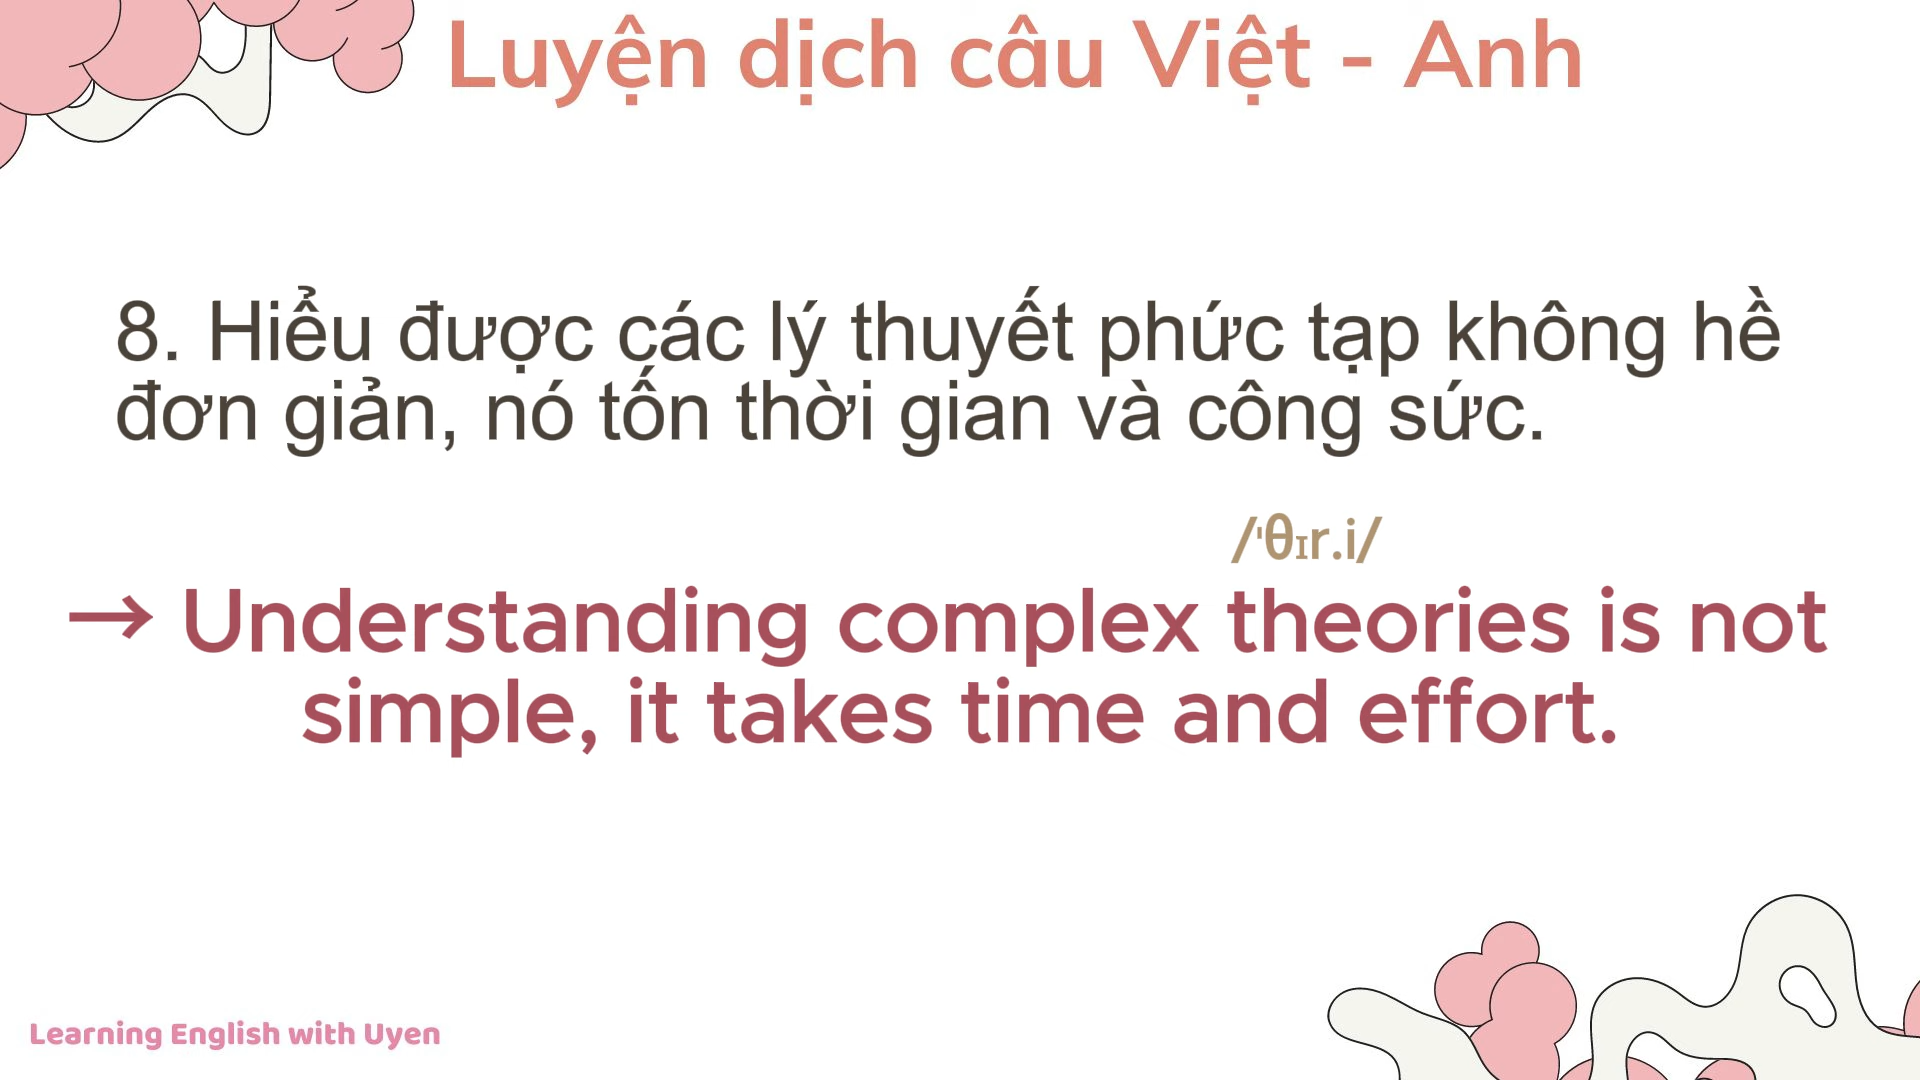 Luyện dịch câu Việt - Anh
8. Hiểu được các lý thuyết phức tạp không hề
đơn giản, nó tốn thời gian và công sức.
/ˈθɪr.i/
→ Understanding complex theories is not
simple, it takes time and effort.
Learning English with Uyen